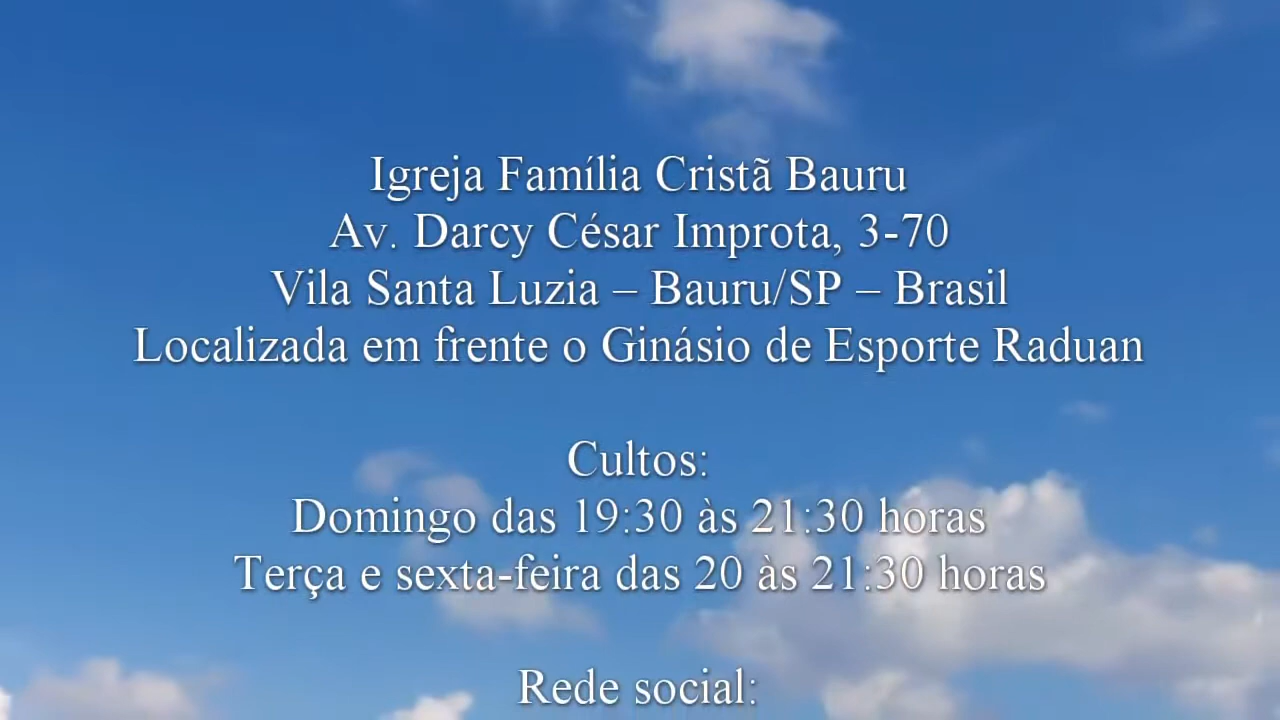 Igreja Família Cristã Bauru
Av. Darcy César Improta, 3-70
Vila Santa Luzia – Bauru/SP – Brasil
Localizada em frente o Ginásio de Esporte Raduan
Cultos:
Domingo das 19:30 às 21:30 horas
Terça e sexta-feira das 20 às 21:30 horas
Rede social: